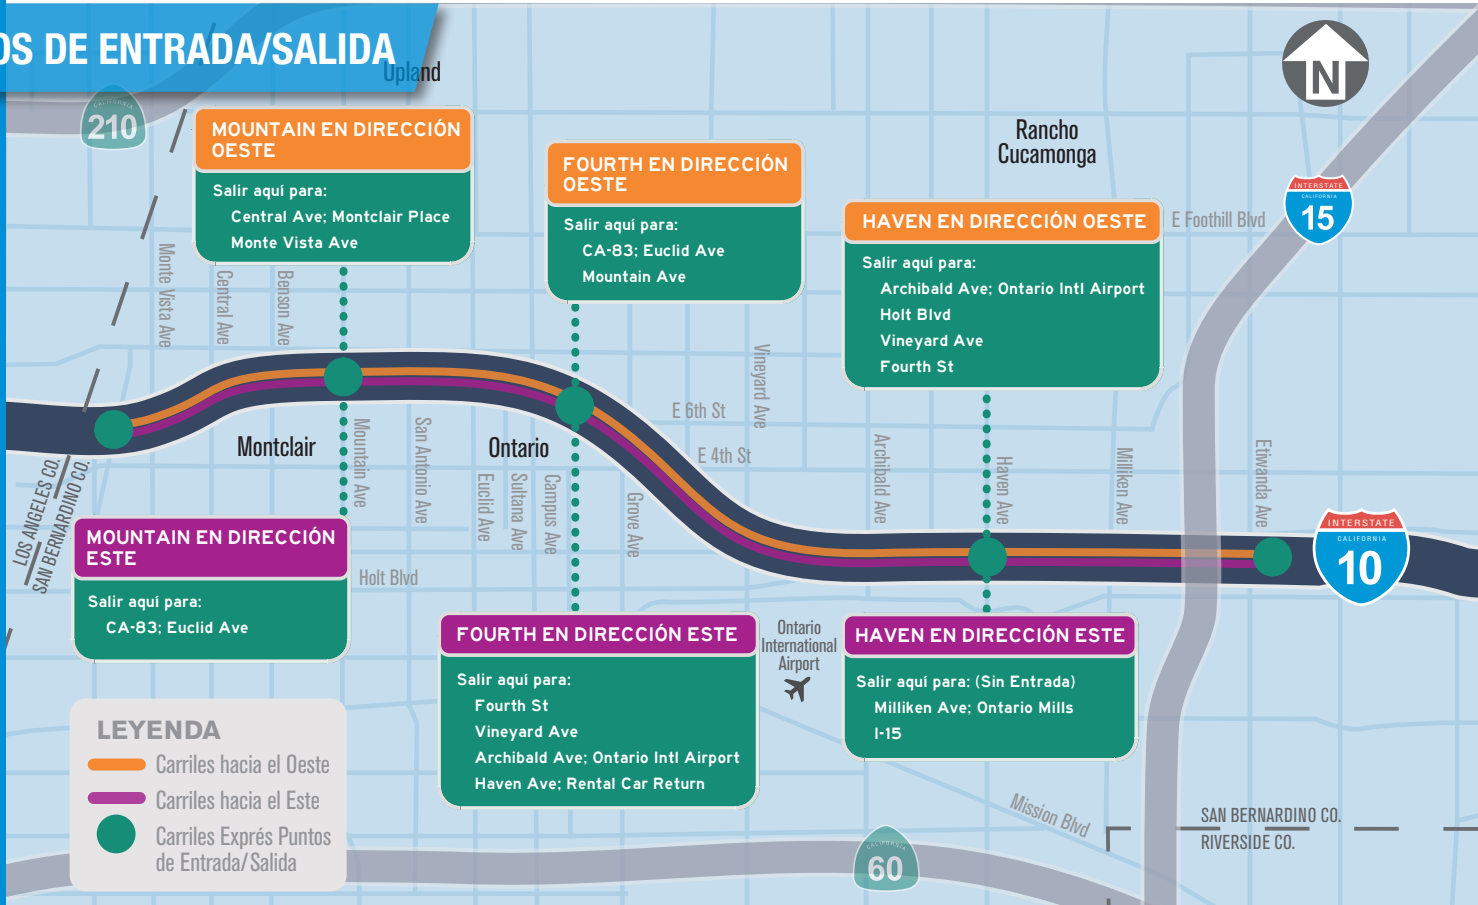 OS DE ENTRADA/SALIDA
Upland
N
CALIFORNIA
210
MOUNTAIN EN DIRECCIÓN
OESTE
Salir aquí para:
Central Ave; Montclair Place
Monte Vista Ave
FOURTH EN DIRECCIÓN
OESTE
Salir aquí para:
CA-83; Euclid Ave
Mountain Ave
Rancho
Cucamonga
HAVEN EN DIRECCIÓN OESTE
Salir aquí para:
Archibald Ave; Ontario Intl Airport
Holt Blvd
Vineyard Ave
Fourth St
E Foothill Blvd
INTERSTATE
CALIFORNIA
15
Monte Vista Ave
Central Ave
Benson Ave
Vineyard Ave
E 6th St
E 4th St
Montclair
Mountain Ave
San Antonio Ave
Ontario
Euclid Ave
Sultana Ave
Campus Ave
Grove Ave
Archibald Ave
Haven Ave
Milliken Ave
Etiwanda Ave
LOS ANGELES CO.
SAN BERNARDINO CO.
INTERSTATE
CALIFORNIA
10
MOUNTAIN EN DIRECCIÓN
ESTE
Salir aquí para:
CA-83; Euclid Ave
Holt Blvd
FOURTH EN DIRECCIÓN ESTE
Salir aquí para:
Fourth St
Vineyard Ave
Archibald Ave; Ontario Intl Airport
Haven Ave; Rental Car Return
Ontario
International
Airport
HAVEN EN DIRECCIÓN ESTE
Salir aquí para: (Sin Entrada)
Milliken Ave; Ontario Mills
I-15
LEYENDA
Carriles hacia el Oeste
Carriles hacia el Este
Carriles Exprés Puntos
de Entrada/Salida
Mission Blvd
SAN BERNARDINO CO.
RIVERSIDE CO.
CALIFORNIA
60